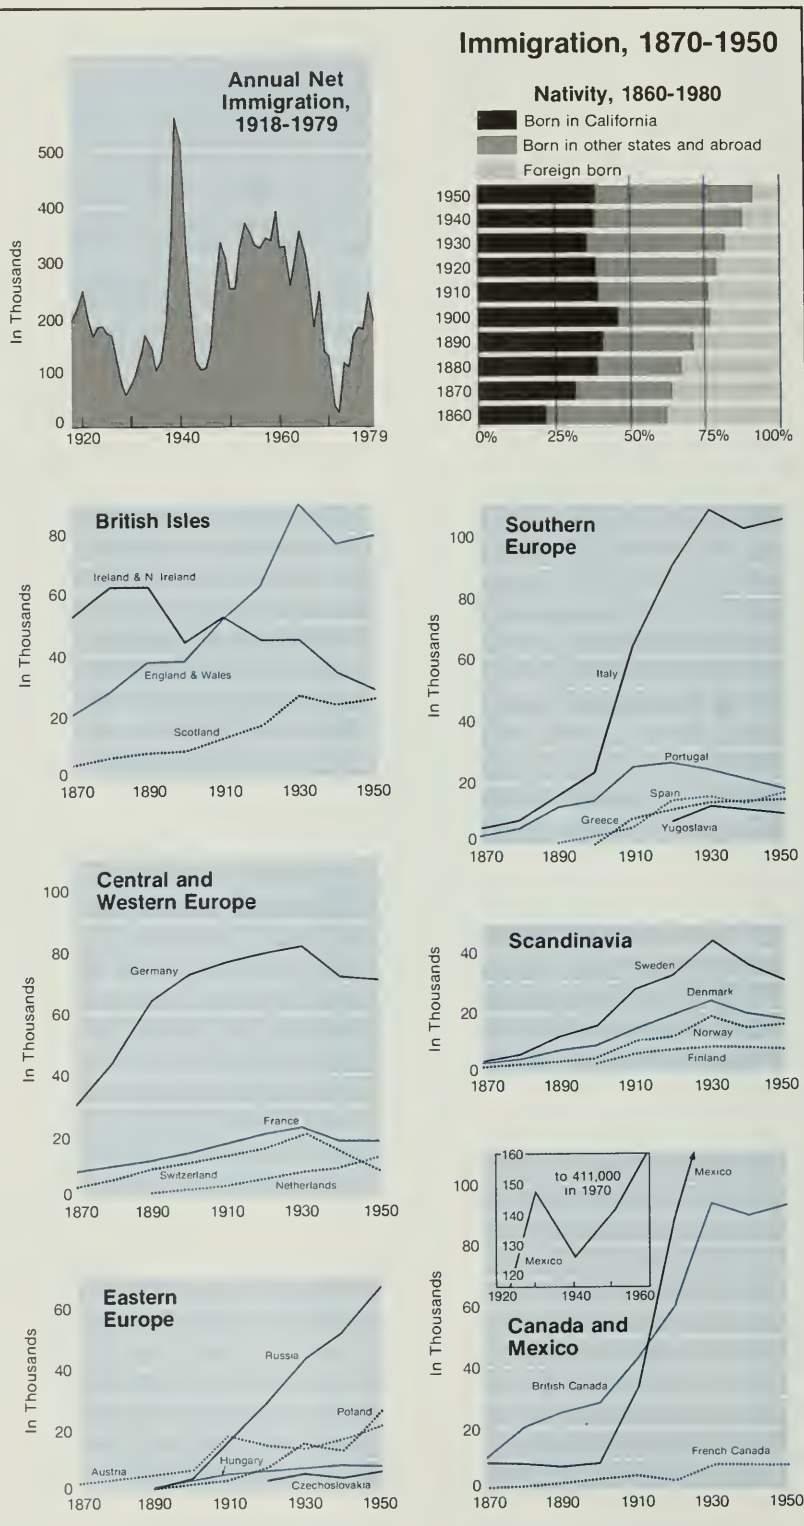 Immigration, 1870-1950
Annual Net
Immigration,
1918-1979
In Thousands
500
400
300
200
100
0
1920
1940
1960
1979
Nativity, 1860-1980
Born in California
Born in other states and abroad
Foreign born
1950
1940
1930
1920
1910
1900
1890
1880
1870
1860
0%
25%
50%
75%
100%
British Isles
In Thousands
80
60
40
20
0
Ireland & N Ireland
England & Wales
Scotland
1870
1890
1910
1930
1950
Southern
Europe
In Thousands
100
80
60
40
20
0
Italy
Portugal
Spain
Greece
Yugoslavia
1870
1890
1910
1930
1950
Central and
Western Europe
In Thousands
100
80
60
40
20
0
Germany
France
Switzerland
Netherlands
1870
1890
1910
1930
1950
Scandinavia
In Thousands
40
20
0
Sweden
Denmark
Norway
Finland
1870
1890
1910
1930
1950
Eastern
Europe
In Thousands
60
40
20
0
Russia
Poland
Austria
Hungary
Czechoslovakia
1870
1890
1910
1930
1950
Canada and
Mexico
In Thousands
100
80
60
40
20
0
160
150
140
130
120
to 411,000
in 1970
Mexico
1920
1940
1960
Mexico
British Canada
French Canada
1870
1890
1910
1930
1950